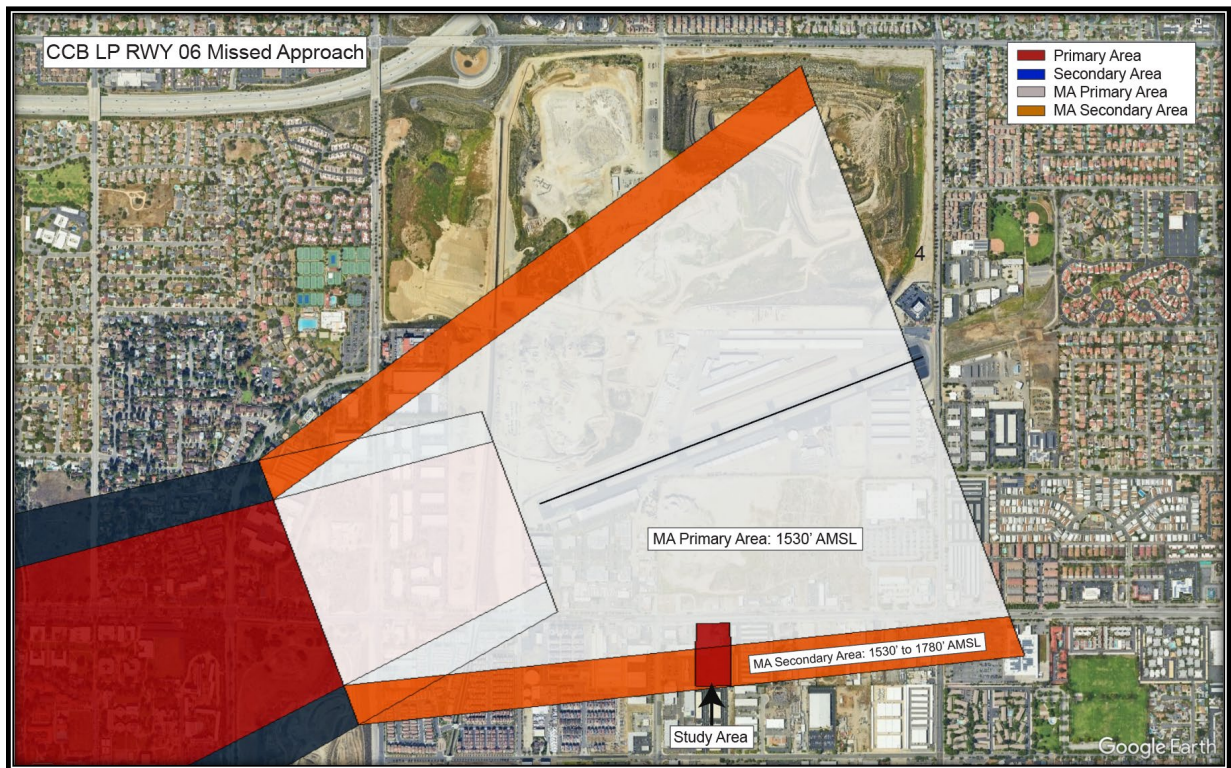 CCB LP RWY 06 Missed Approach
Primary Area
Secondary Area
MA Primary Area
MA Secondary Area
4
MA Primary Area: 1530’ AMSL
MA Secondary Area: 1530’ to 1780’ AMSL
Study Area
Google Earth